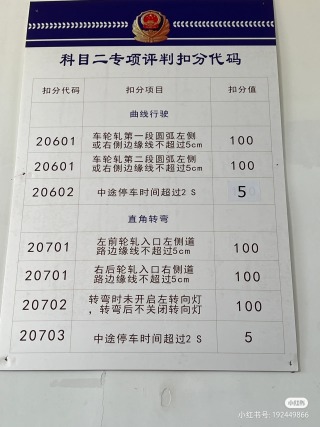 科目二专项评判扣分代码
扣分代码 扣分项目 扣分值
曲线行驶
20601 车轮轧第一段圆弧左侧或右侧边缘线不超过5cm 100
20601 车轮轧第二段圆弧左侧或右侧边缘线不超过5cm 100
20602 中途停车时间超过2 S 5
直角转弯
20701 左前轮轧入口左侧道路边缘线不超过5cm 100
20701 右后轮轧入口右侧道路边缘线不超过5cm 100
20702 转弯时未开启左转向灯，转弯后不关闭转向灯 100
20703 中途停车时间超过2 S 5
小红书
小红书号: 192449866